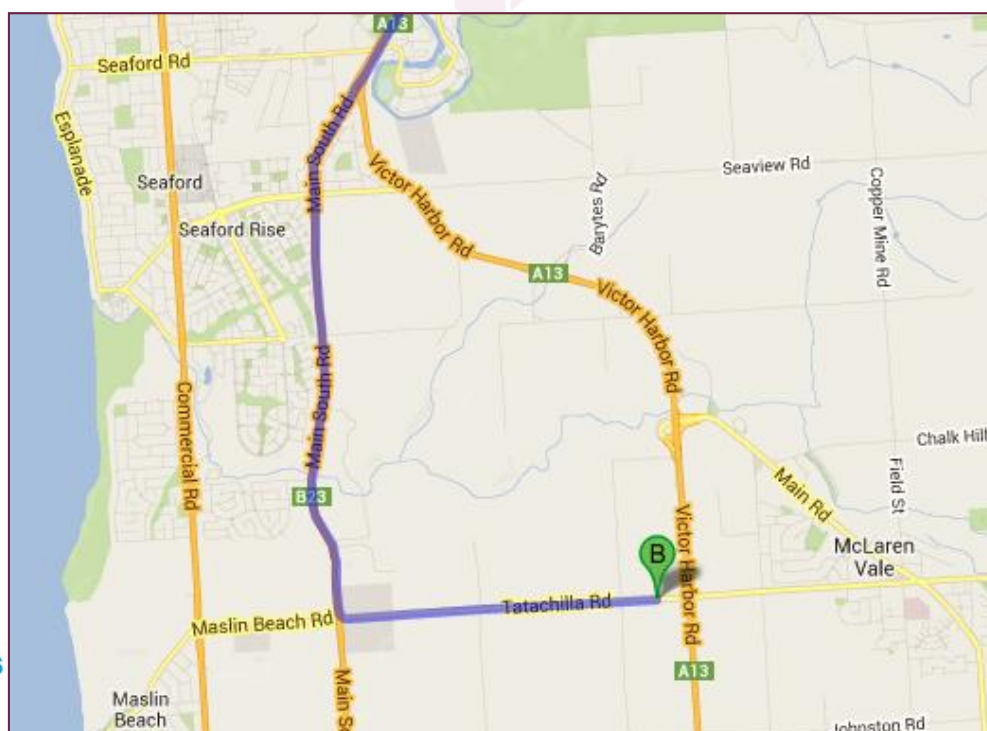 A13
Seaford Rd
Esplanade
Main South Rd
Victor Harbor Rd
Seaview Rd
Seaford
Barytes Rd
Copper Mine Rd
Seaford Rise
A13
Victor Harbor Rd
Main South Rd
Commercial Rd
Chalk Hill
Field St
B23
Main Rd
Victor Harbor Rd
McLaren
Vale
B
Tatachilla Rd
Maslin Beach Rd
s
Main So
A13
Maslin
Beach
Johnston Rd